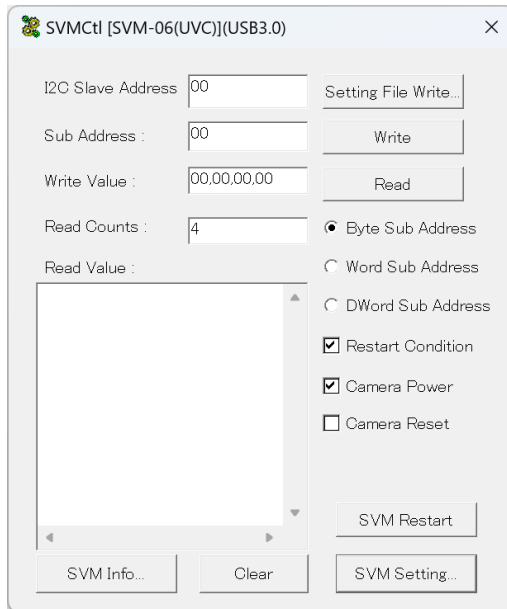 SVMCtl [SVM-06(UVC)](USB3.0)
I2C Slave Address 00 Setting File Write...
Sub Address : 00 Write
Write Value : 00,00,00,00 Read
Read Counts : 4 Byte Sub Address
Read Value : Word Sub Address
DWord Sub Address
Restart Condition
Camera Power
Camera Reset
SVM Restart
SVM Info... Clear SVM Setting...